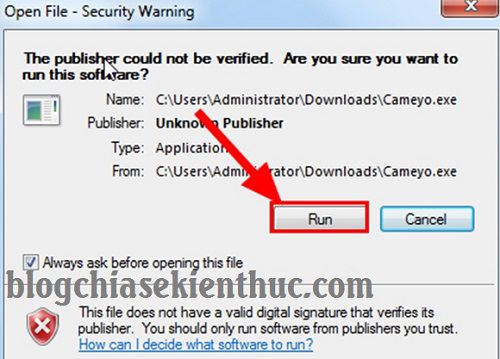 Open File - Security Warning
The publisher could not be verified. Are you sure you want to
run this software?
Name: C:\Users\Administrator\Downloads\Cameyo.exe
Publisher: Unknown Publisher
Type: Application
From: C:\Users\Administrator\Downloads\Cameyo.exe
Run Cancel
Always ask before opening this file
blogchiasekienthuc.com
This file does not have a valid digital signature that verifies its
publisher. You should only run software from publishers you trust.
How can I decide what software to run?